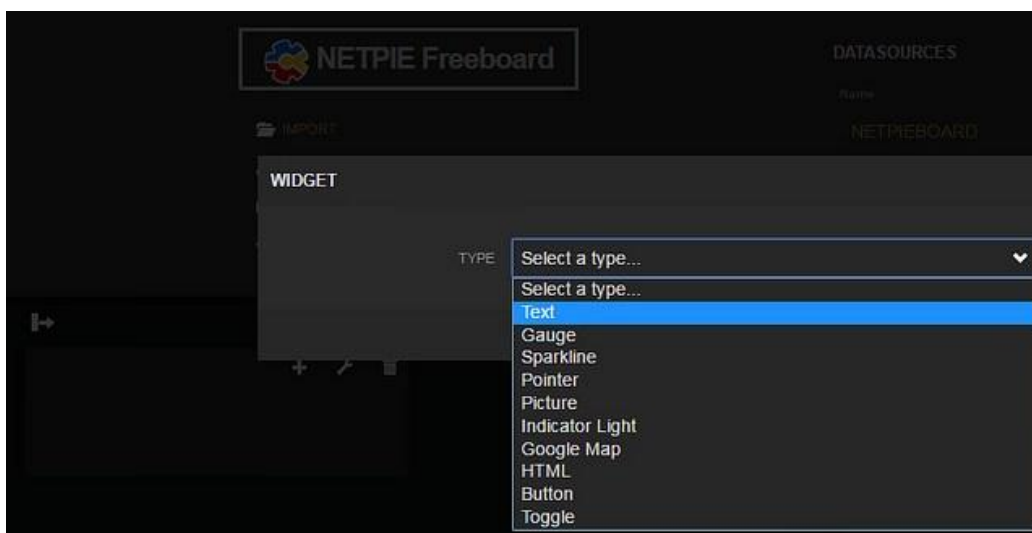 NETPIE Freeboard
DATASOURCES
Name
IMPORT
NETPIEBOARD
WIDGET
TYPE
Select a type...
Select a type...
Text
Gauge
Sparkline
Pointer
Picture
Indicator Light
Google Map
HTML
Button
Toggle